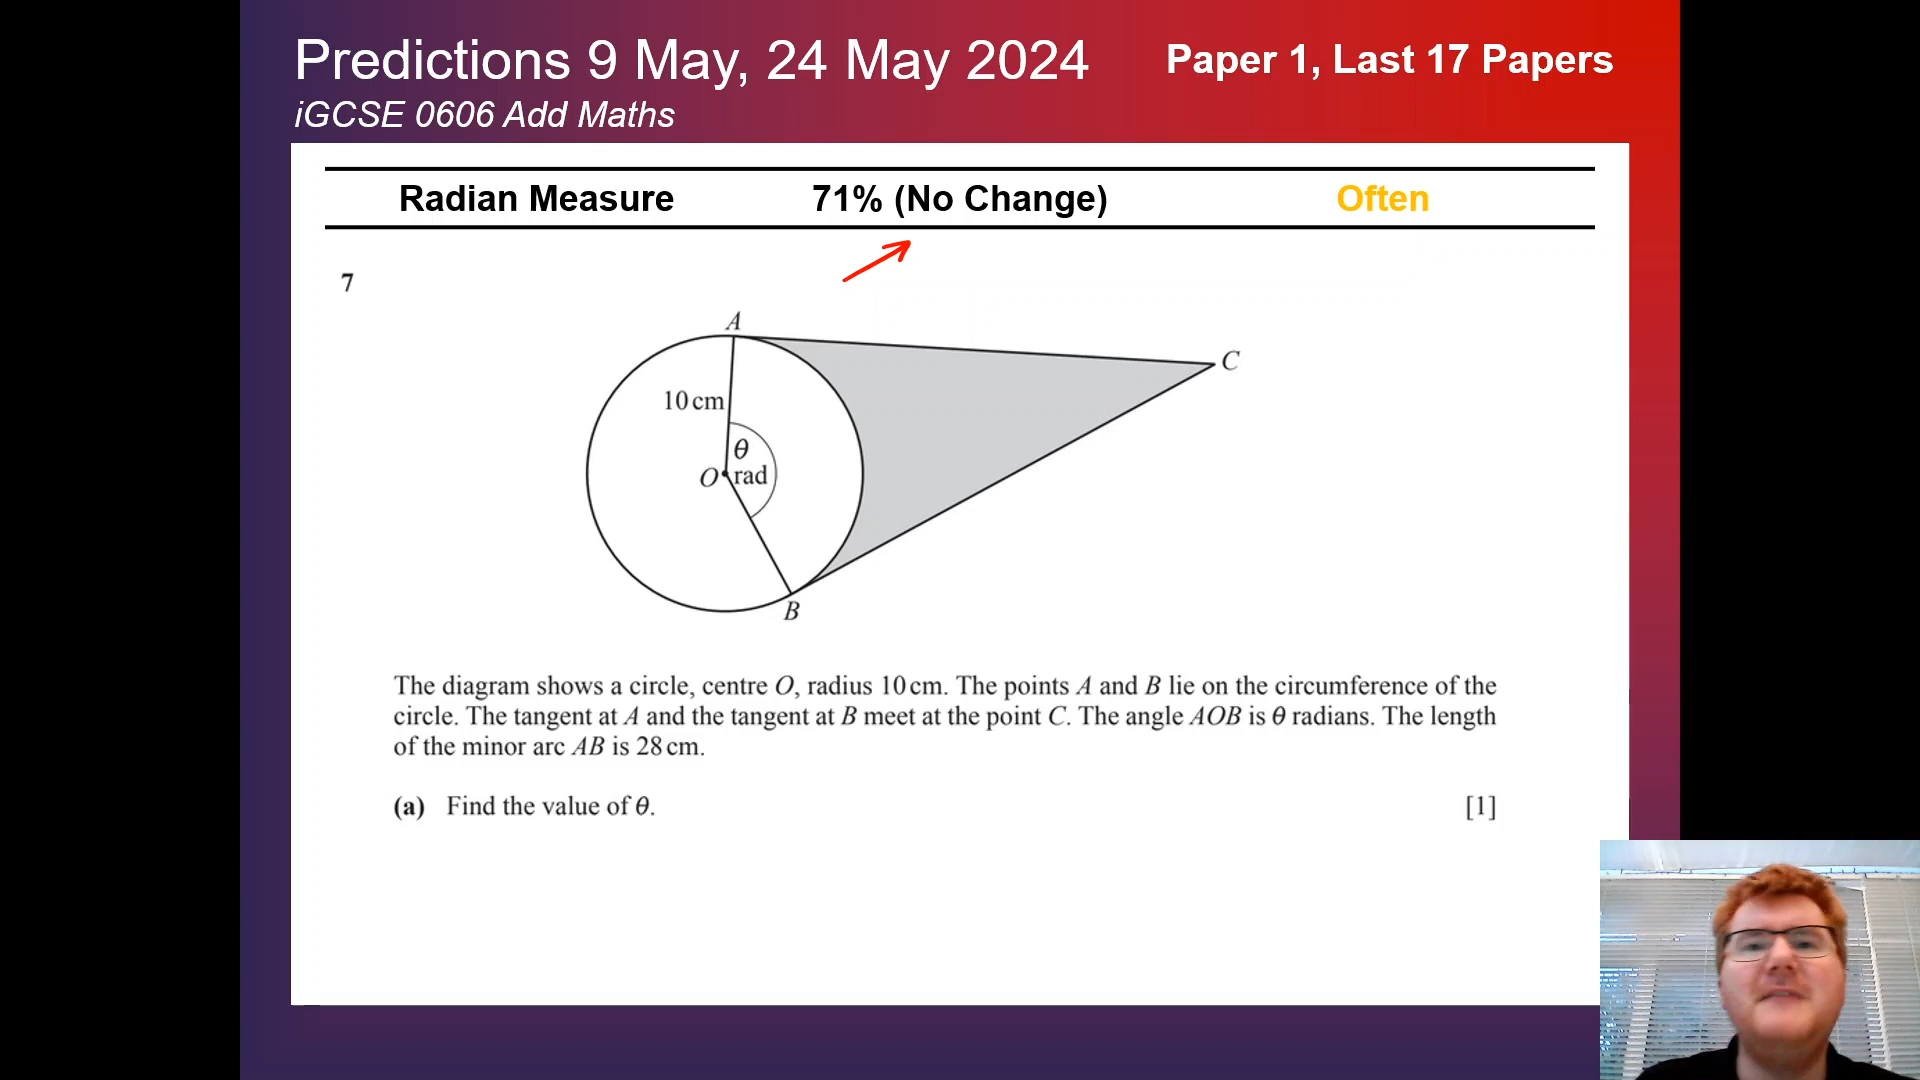 Predictions 9 May, 24 May 2024
Paper 1, Last 17 Papers
iGCSE 0606 Add Maths
Radian Measure 71% (No Change) Often
7
A
C
10 cm
θ
O rad
B
The diagram shows a circle, centre O, radius 10 cm. The points A and B lie on the circumference of the
circle. The tangent at A and the tangent at B meet at the point C. The angle AOB is θ radians. The length
of the minor arc AB is 28 cm.
(a) Find the value of θ. [1]